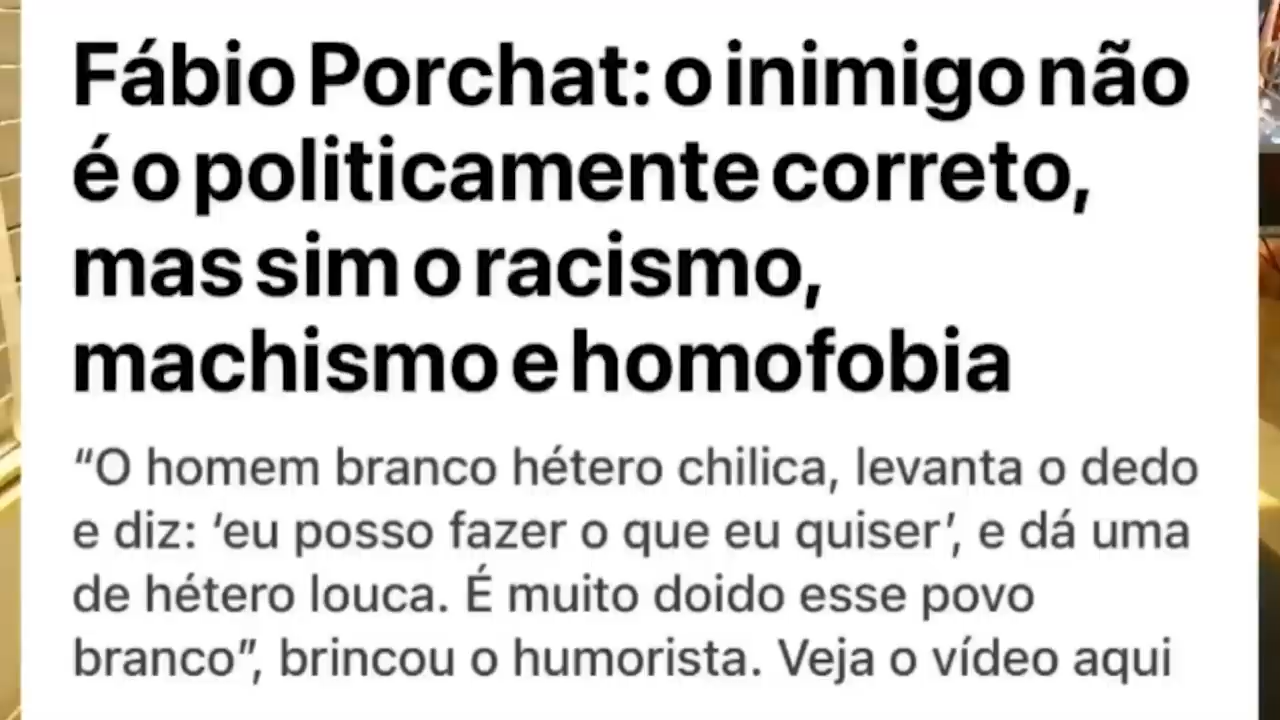 Fábio Porchat: o inimigo não
é o politicamente correto,
mas sim o racismo,
machismo e homofobia
“O homem branco hétero chilica, levanta o dedo
e diz: ‘eu posso fazer o que eu quiser’, e dá uma
de hétero louca. É muito doido esse povo
branco”, brincou o humorista. Veja o vídeo aqui